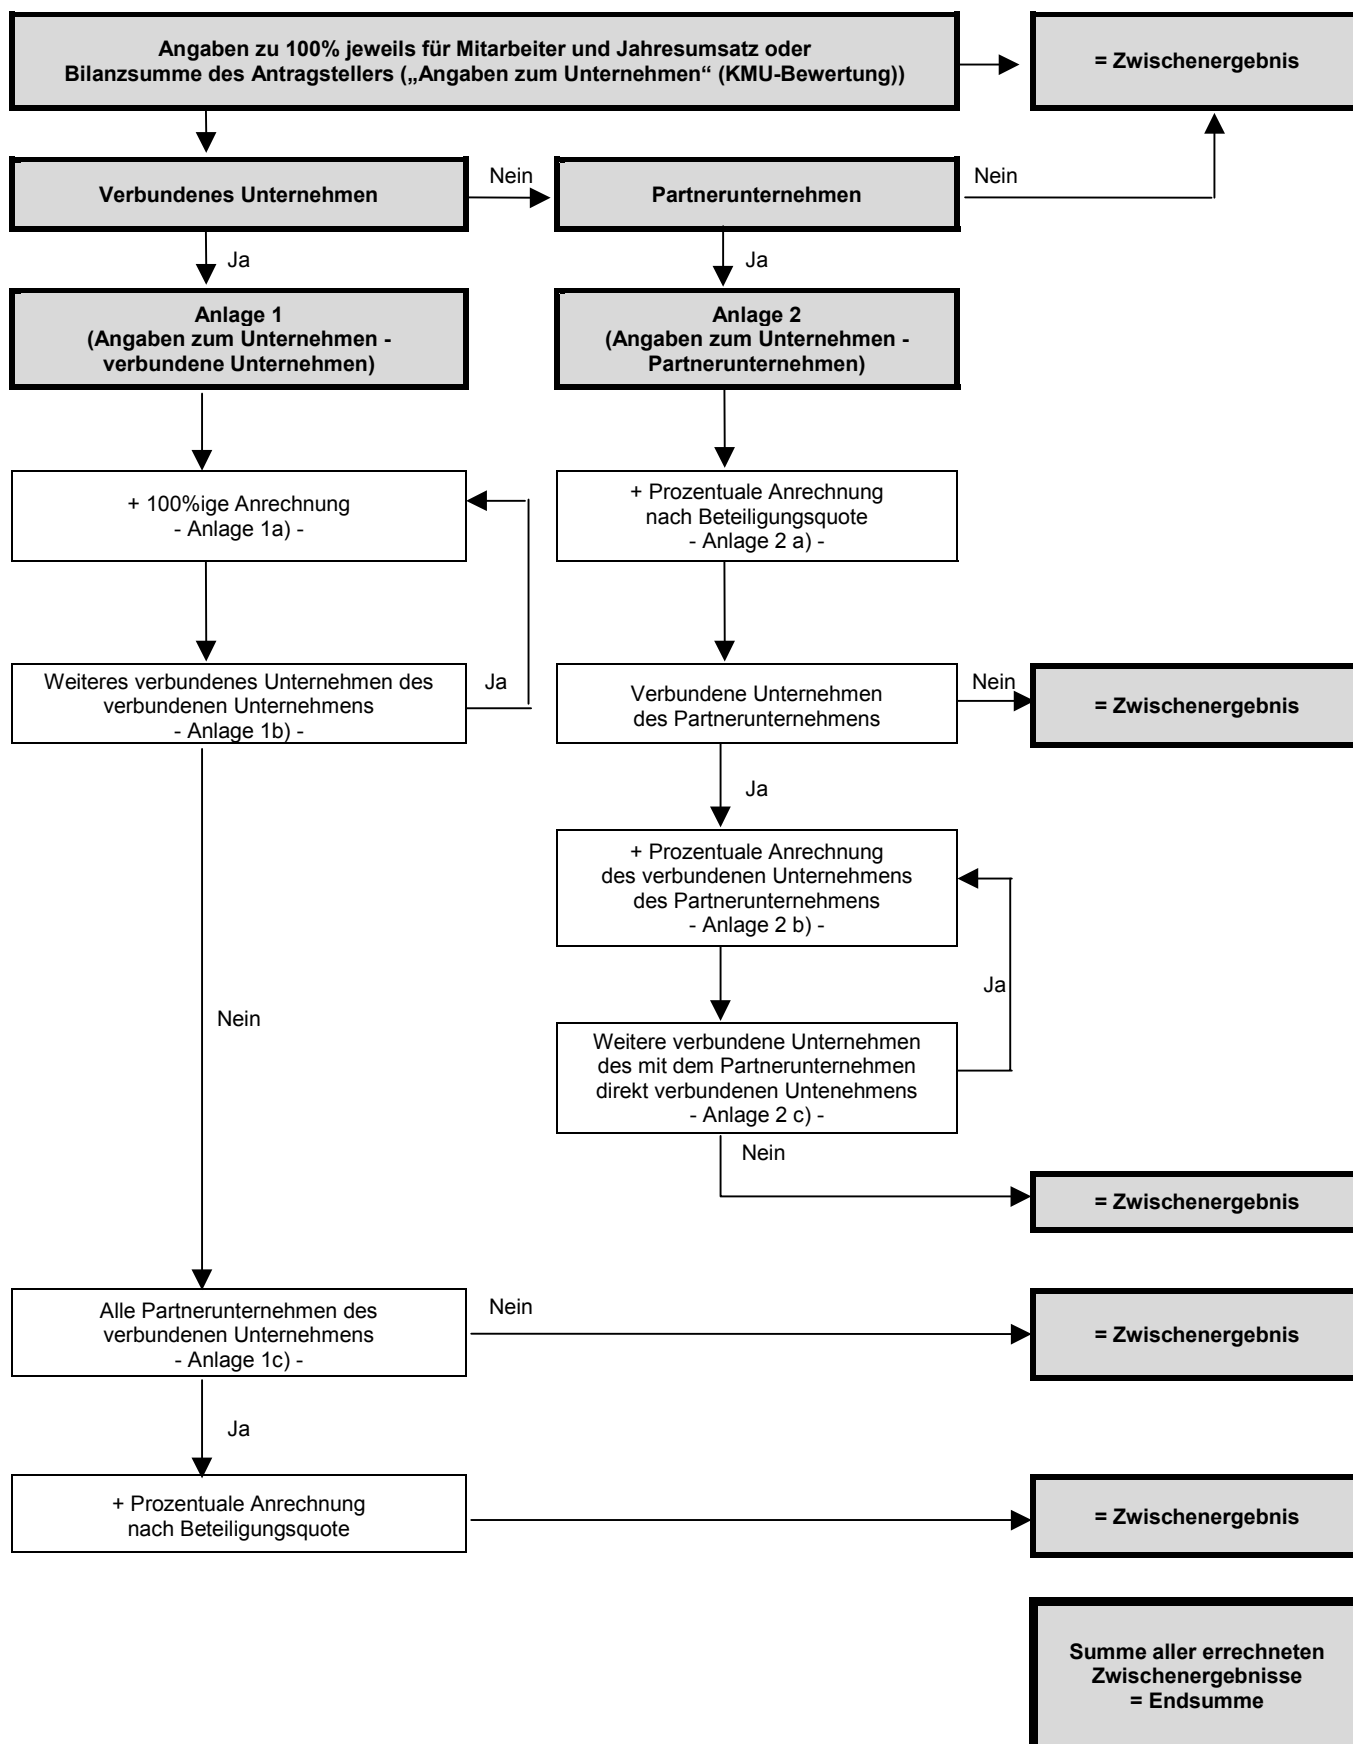 Angaben zu 100% jeweils für Mitarbeiter und Jahresumsatz oder
Bilanzsumme des Antragstellers („Angaben zum Unternehmen“ (KMU-Bewertung))
= Zwischenergebnis
Verbundenes Unternehmen
Nein
Partnerunternehmen
Nein
Ja
Ja
Anlage 1
(Angaben zum Unternehmen -
verbundene Unternehmen)
Anlage 2
(Angaben zum Unternehmen -
Partnerunternehmen)
+ 100%ige Anrechnung
- Anlage 1a) -
+ Prozentuale Anrechnung
nach Beteiligungsquote
- Anlage 2 a) -
Weiteres verbundenes Unternehmen des
verbundenen Unternehmens
- Anlage 1b) -
Ja
Verbundene Unternehmen
des Partnerunternehmens
Nein
= Zwischenergebnis
Ja
+ Prozentuale Anrechnung
des verbundenen Unternehmens
des Partnerunternehmens
- Anlage 2 b) -
Ja
Nein
Weitere verbundene Unternehmen
des mit dem Partnerunternehmen
direkt verbundenen Untenehmens
- Anlage 2 c) -
Nein
= Zwischenergebnis
Alle Partnerunternehmen des
verbundenen Unternehmens
- Anlage 1c) -
Nein
= Zwischenergebnis
Ja
+ Prozentuale Anrechnung
nach Beteiligungsquote
= Zwischenergebnis
Summe aller errechneten
Zwischenergebnisse
= Endsumme